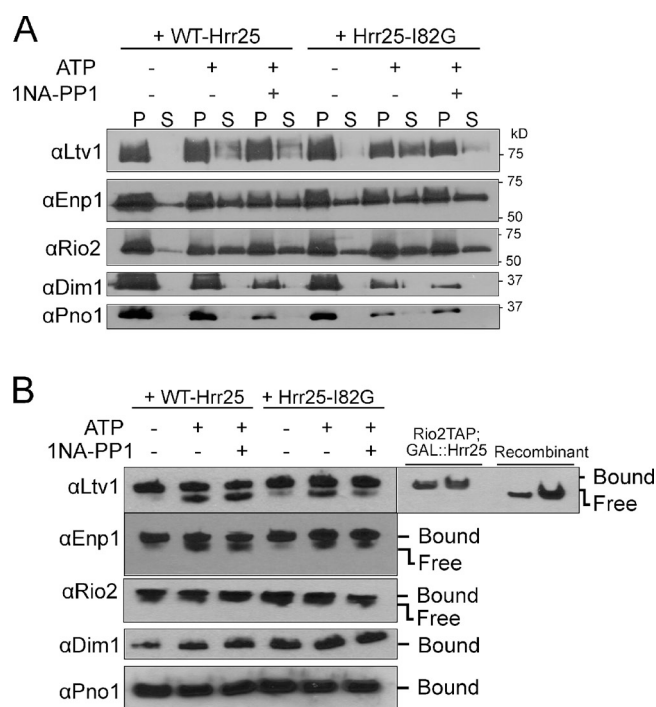 A
+ WT-Hrr25 + Hrr25-I82G
ATP - + + - + +
1NA-PP1 - + - +
P S P S P S P S P S P S
kD
αLtv1 75
αEnp1 75
50
αRio2 75
50
αDim1 37
αPno1 37
B
+ WT-Hrr25 + Hrr25-I82G
ATP - + + - + +
1NA-PP1 - - + - - +
Rio2TAP;
GAL::Hrr25 Recombinant
αLtv1 Bound
Free
αEnp1 Bound
Free
αRio2 Bound
Free
αDim1 Bound
αPno1 Bound